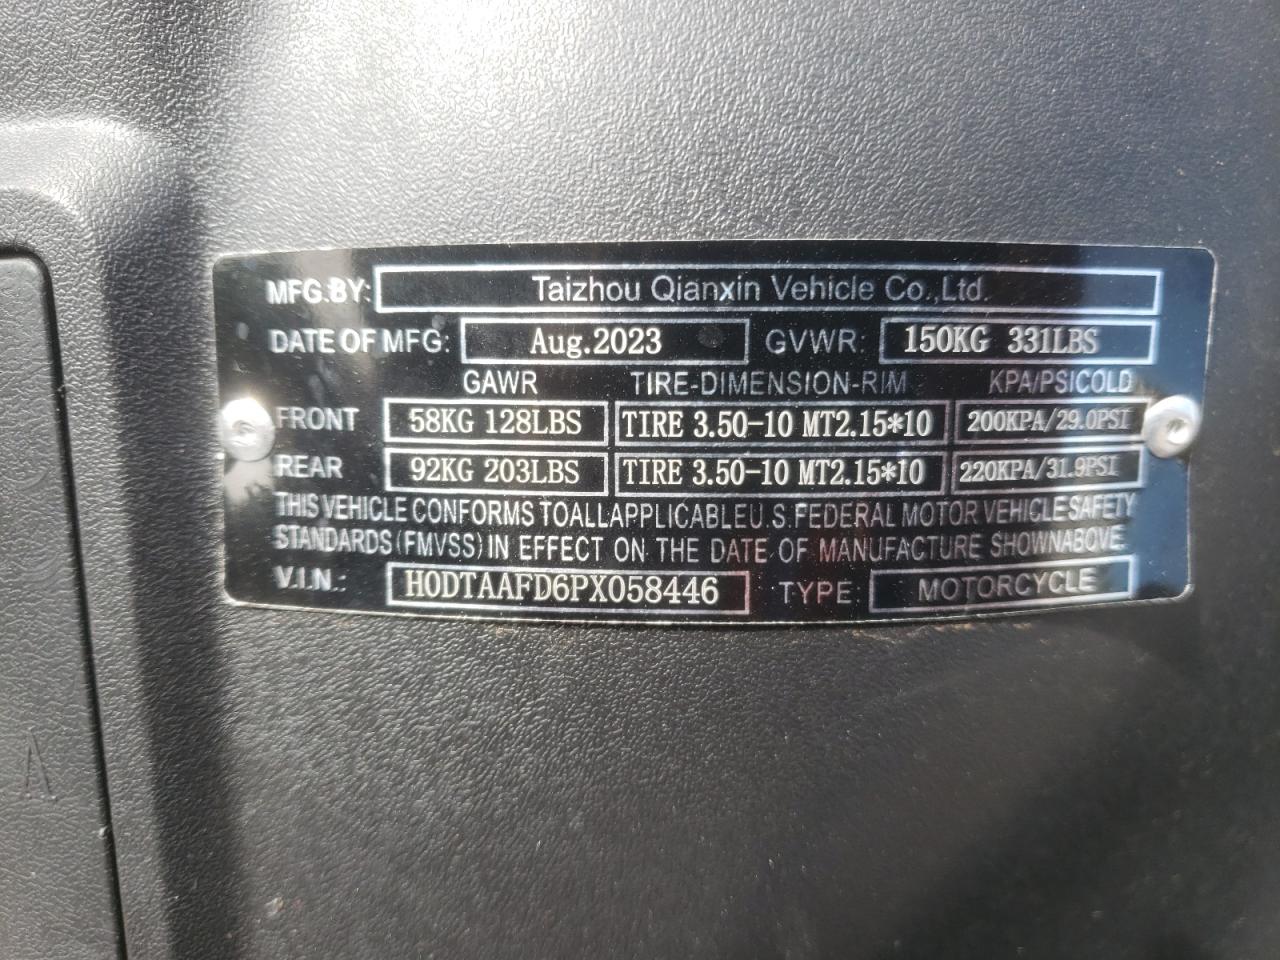 MFG.BY: Taizhou Qianxin Vehicle Co.,Ltd.
DATE OF MFG: Aug.2023 GVWR: 150KG 331LBS
GAWR TIRE-DIMENSION-RIM KPA/PSICOLD
FRONT 58KG 128LBS TIRE 3.50-10 MT2.15*10 200KPA/29.0PSI
REAR 92KG 203LBS TIRE 3.50-10 MT2.15*10 220KPA/31.9PSI
THIS VEHICLE CONFORMS TOALLAPPLICABLEU.S.FEDERAL MOTOR VEHICLE SAFETY
STANDARDS (FMVSS) IN EFFECT ON THE DATE OF MANUFACTURE SHOWNABOVE
V.I.N.: H0DTAAFD6PX058446 TYPE: MOTORCYCLE
A